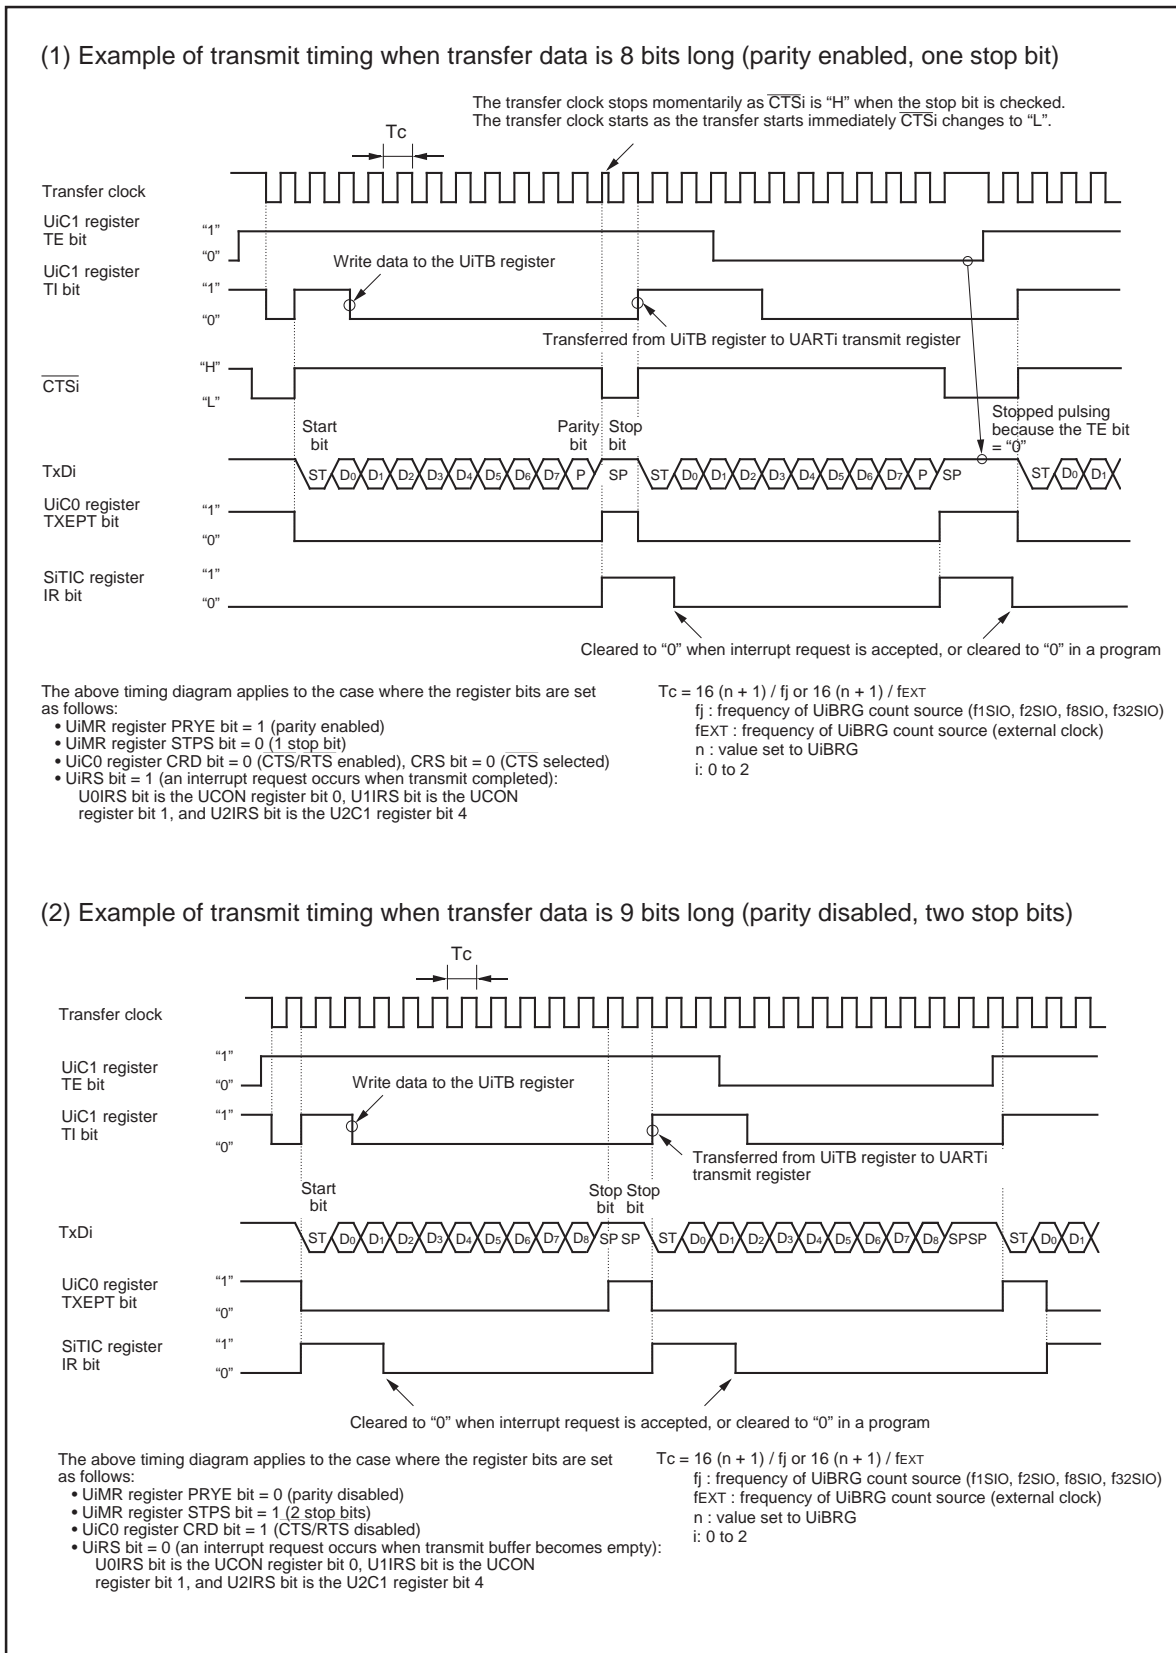 (1) Example of transmit timing when transfer data is 8 bits long (parity enabled, one stop bit)
The transfer clock stops momentarily as CTSi is “H” when the stop bit is checked.
The transfer clock starts as the transfer starts immediately CTSi changes to “L”.
Tc
Transfer clock
UiC1 register
TE bit
“1”
“0”
Write data to the UiTB register
UiC1 register
TI bit
“1”
“0”
Transferred from UiTB register to UARTi transmit register
CTSi
“H”
“L”
Start
bit
Parity
bit
Stop
bit
Stopped pulsing
because the TE bit
= “0”
TxDi
ST D0 D1 D2 D3 D4 D5 D6 D7 P SP ST D0 D1 D2 D3 D4 D5 D6 D7 P SP ST D0 D1
UiC0 register
TXEPT bit
“1”
“0”
SiTIC register
IR bit
“1”
“0”
Cleared to “0” when interrupt request is accepted, or cleared to “0” in a program
The above timing diagram applies to the case where the register bits are set
as follows:
• UiMR register PRYE bit = 1 (parity enabled)
• UiMR register STPS bit = 0 (1 stop bit)
• UiC0 register CRD bit = 0 (CTS/RTS enabled), CRS bit = 0 (CTS selected)
• UiRS bit = 1 (an interrupt request occurs when transmit completed):
U0IRS bit is the UCON register bit 0, U1IRS bit is the UCON
register bit 1, and U2IRS bit is the U2C1 register bit 4
Tc = 16 (n + 1) / fj or 16 (n + 1) / fEXT
fj : frequency of UiBRG count source (f1SIO, f2SIO, f8SIO, f32SIO)
fEXT : frequency of UiBRG count source (external clock)
n : value set to UiBRG
i: 0 to 2
(2) Example of transmit timing when transfer data is 9 bits long (parity disabled, two stop bits)
Tc
Transfer clock
UiC1 register
TE bit
“1”
“0”
Write data to the UiTB register
UiC1 register
TI bit
“1”
“0”
Transferred from UiTB register to UARTi
transmit register
Start
bit
Stop
bit
Stop
bit
TxDi
ST D0 D1 D2 D3 D4 D5 D6 D7 D8 SP SP ST D0 D1 D2 D3 D4 D5 D6 D7 D8 SPSP ST D0 D1
UiC0 register
TXEPT bit
“1”
“0”
SiTIC register
IR bit
“1”
“0”
Cleared to “0” when interrupt request is accepted, or cleared to “0” in a program
The above timing diagram applies to the case where the register bits are set
as follows:
• UiMR register PRYE bit = 0 (parity disabled)
• UiMR register STPS bit = 1 (2 stop bits)
• UiC0 register CRD bit = 1 (CTS/RTS disabled)
• UiRS bit = 0 (an interrupt request occurs when transmit buffer becomes empty):
U0IRS bit is the UCON register bit 0, U1IRS bit is the UCON
register bit 1, and U2IRS bit is the U2C1 register bit 4
Tc = 16 (n + 1) / fj or 16 (n + 1) / fEXT
fj : frequency of UiBRG count source (f1SIO, f2SIO, f8SIO, f32SIO)
fEXT : frequency of UiBRG count source (external clock)
n : value set to UiBRG
i: 0 to 2